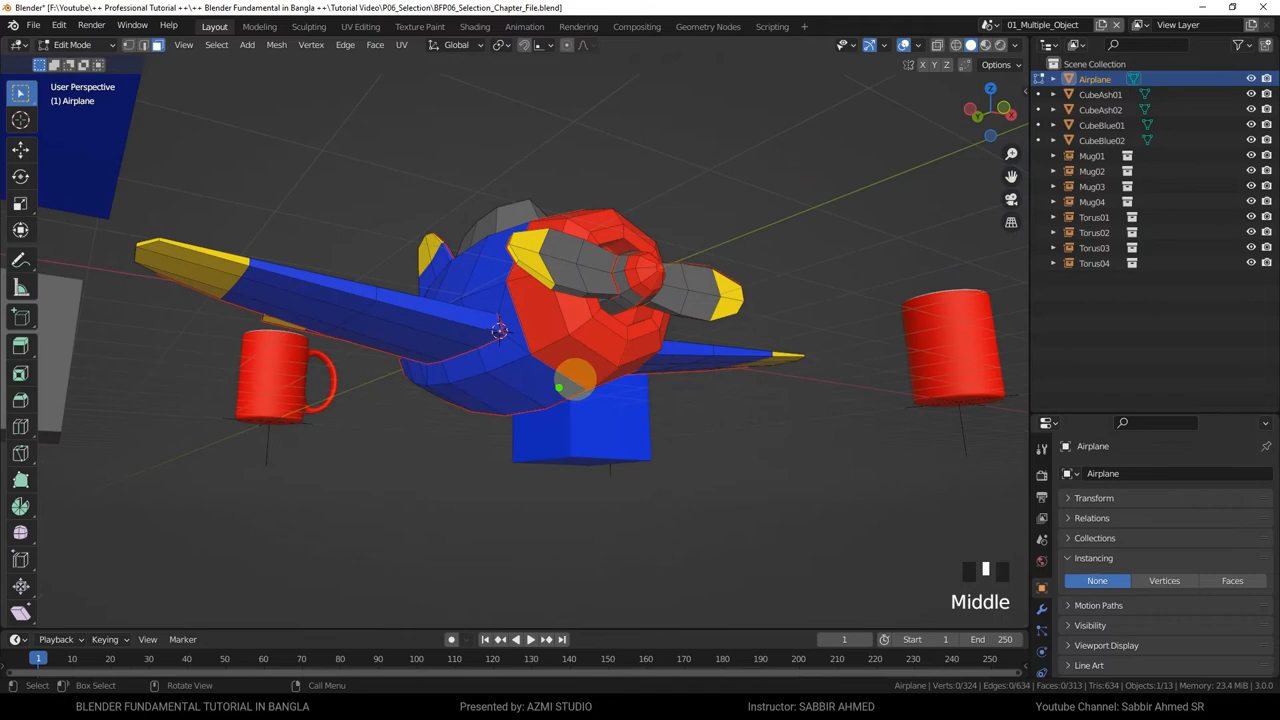 Blender* [F:\Youtube\++ Professional Tutorial ++\++ Blender Fundamental in Bangla ++\Tutorial Video\P06_Selection\BFP06_Selection_Chapter_File.blend]
File Edit Render Window Help Layout Modeling Sculpting UV Editing Texture Paint Shading Animation Rendering Compositing Geometry Nodes Scripting 01_Multiple_Object View Layer
Edit Mode View Select Add Mesh Vertex Edge Face UV Global
X Y Z Options
User Perspective
(1) Airplane
Z
X
Y
Scene Collection
Airplane
CubeAsh01
CubeAsh02
CubeBlue01
CubeBlue02
Mug01
Mug02
Mug03
Mug04
Torus01
Torus02
Torus03
Torus04
Airplane
Airplane
Transform
Relations
Collections
Instancing
None Vertices Faces
Motion Paths
Visibility
Viewport Display
Line Art
Middle
Playback Keying View Marker 1 Start 1 End 250
1 10 20 30 40 50 60 70 80 90 100 110 120 130 140 150 160 170 180 190 200 210 220 230 240 250
Select Box Select Rotate View Call Menu Airplane | Verts:0/324 | Edges:0/634 | Faces:0/313 | Tris:634 | Objects:1/13 | Memory: 23.4 MiB | 3.0.0
BLENDER FUNDAMENTAL TUTORIAL IN BANGLA Presented by: AZMI STUDIO Instructor: SABBIR AHMED Youtube Channel: Sabbir Ahmed SR